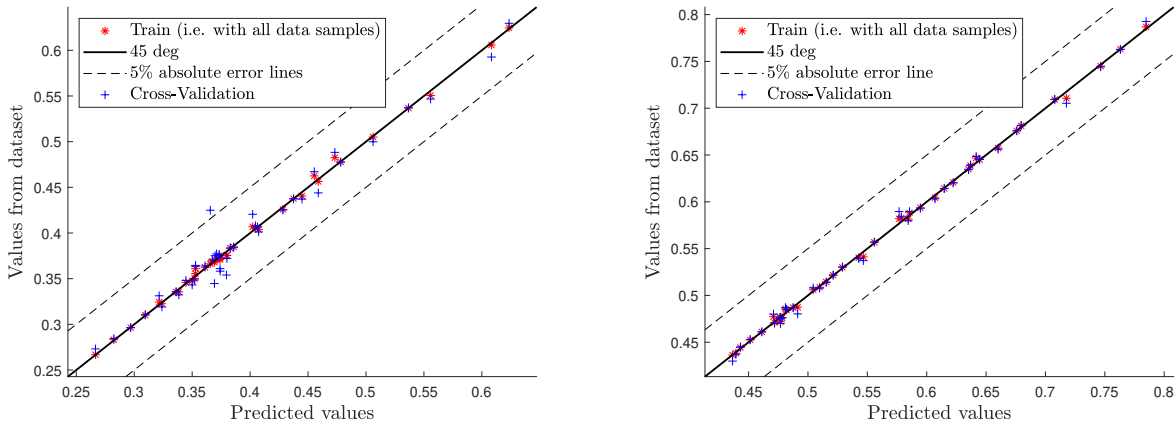 Train (i.e. with all data samples)
45 deg
5% absolute error lines
Cross-Validation
Values from dataset
0.6
0.55
0.5
0.45
0.4
0.35
0.3
0.25
0.25
0.3
0.35
0.4
0.45
0.5
0.55
0.6
Predicted values
Train (i.e. with all data samples)
45 deg
5% absolute error line
Cross-Validation
Values from dataset
0.8
0.75
0.7
0.65
0.6
0.55
0.5
0.45
0.45
0.5
0.55
0.6
0.65
0.7
0.75
0.8
Predicted values